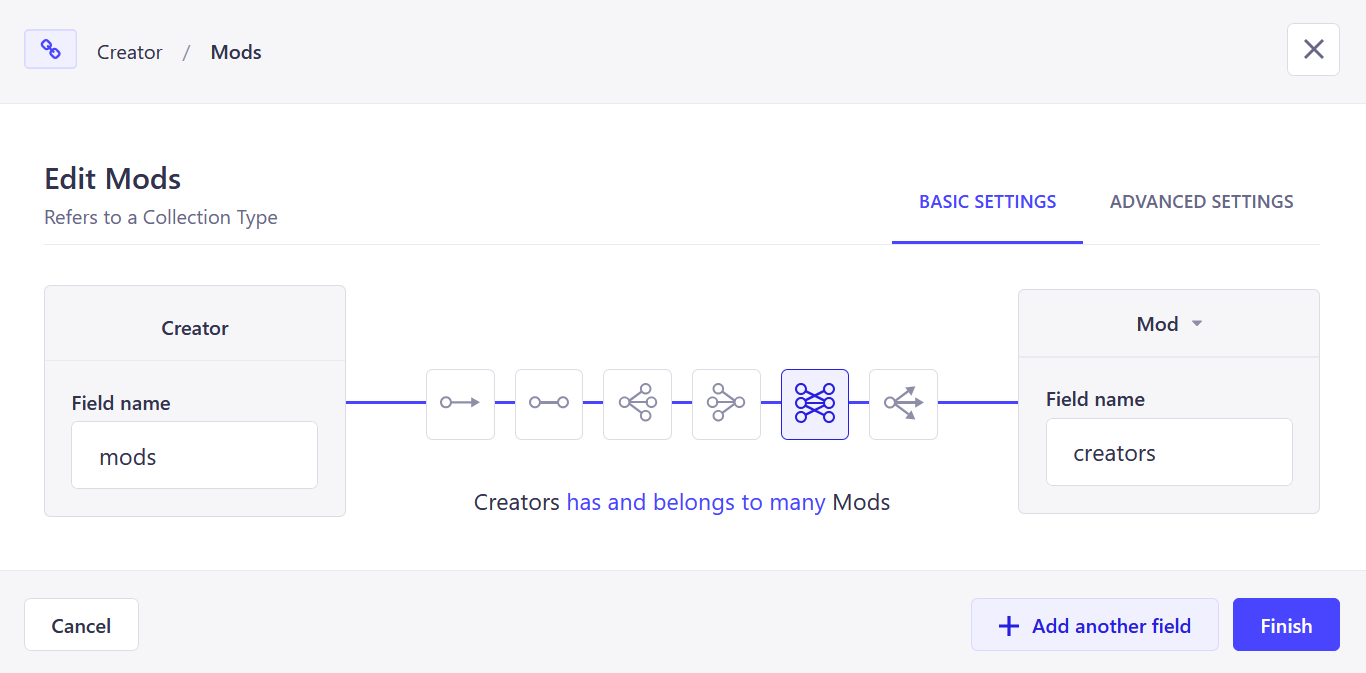 Creator / Mods
Edit Mods
Refers to a Collection Type
BASIC SETTINGS
ADVANCED SETTINGS
Creator
Field name
mods
Mod
Field name
creators
Creators has and belongs to many Mods
Cancel
Add another field
Finish